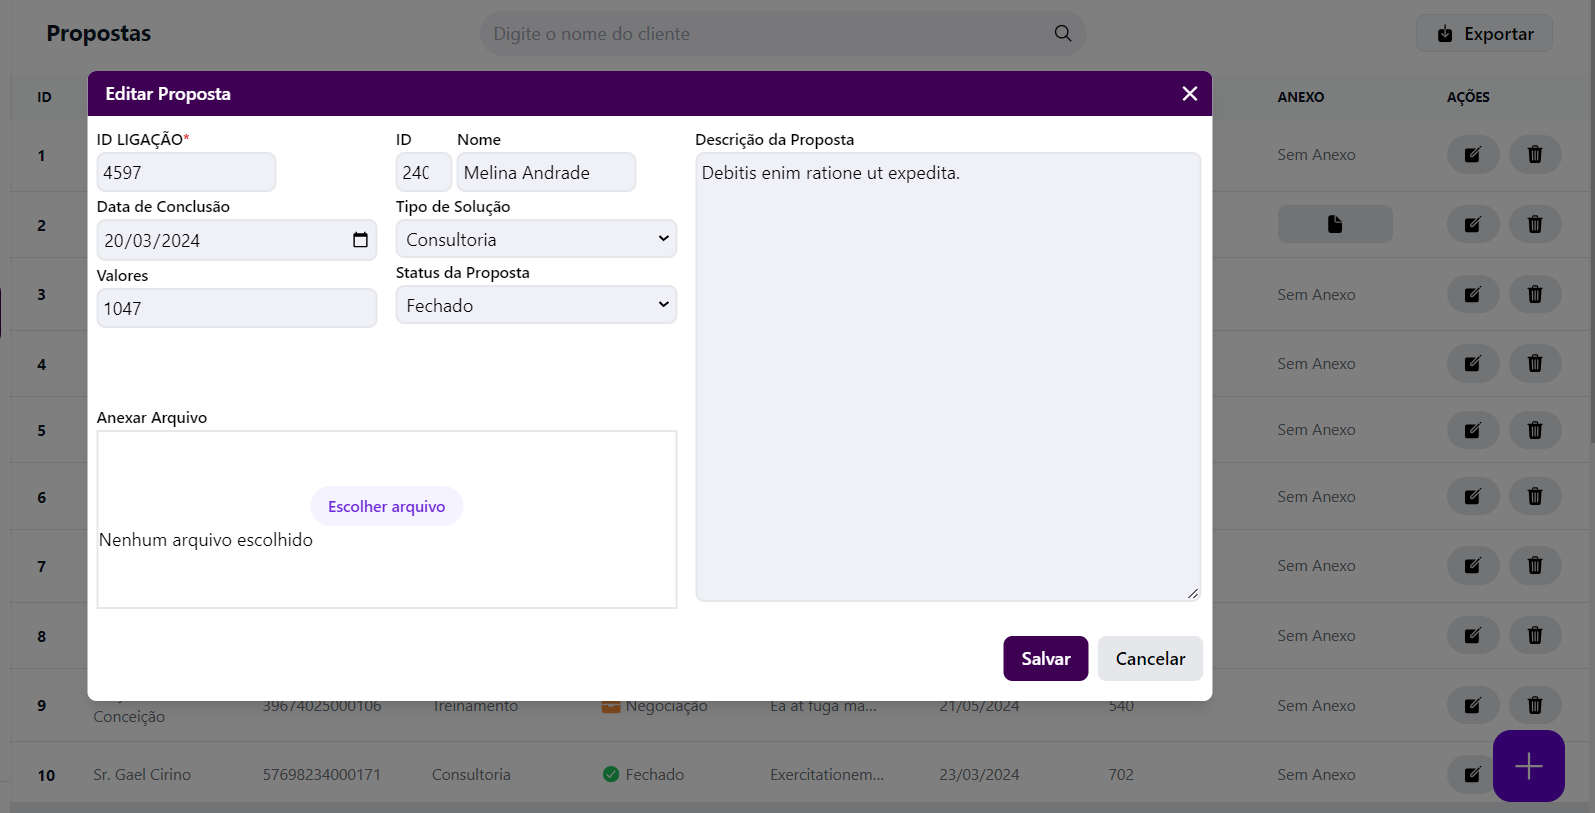 Propostas
Digite o nome do cliente
Exportar
ID
ANEXO
AÇÕES
Editar Proposta
ID LIGAÇÃO*
4597
ID
240
Nome
Melina Andrade
Data de Conclusão
20/03/2024
Tipo de Solução
Consultoria
Valores
1047
Status da Proposta
Fechado
Descrição da Proposta
Debitis enim ratione ut expedita.
Anexar Arquivo
Escolher arquivo
Nenhum arquivo escolhido
Salvar
Cancelar
1 Sem Anexo
2
3 Sem Anexo
4 Sem Anexo
5 Sem Anexo
6 Sem Anexo
7 Sem Anexo
8 Sem Anexo
9 Conceição 39674025000106 Treinamento Negociação Ea at fuga ma... 21/05/2024 540 Sem Anexo
10 Sr. Gael Cirino 57698234000171 Consultoria Fechado Exercitationem... 23/03/2024 702 Sem Anexo